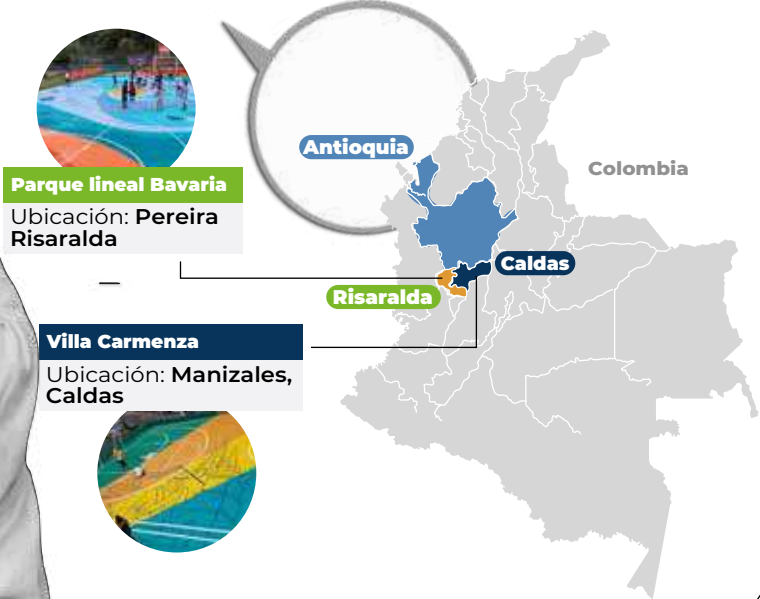 Antioquia
Colombia
Parque lineal Bavaria
Ubicación: Pereira
Risaralda
Caldas
Risaralda
Villa Carmenza
Ubicación: Manizales,
Caldas